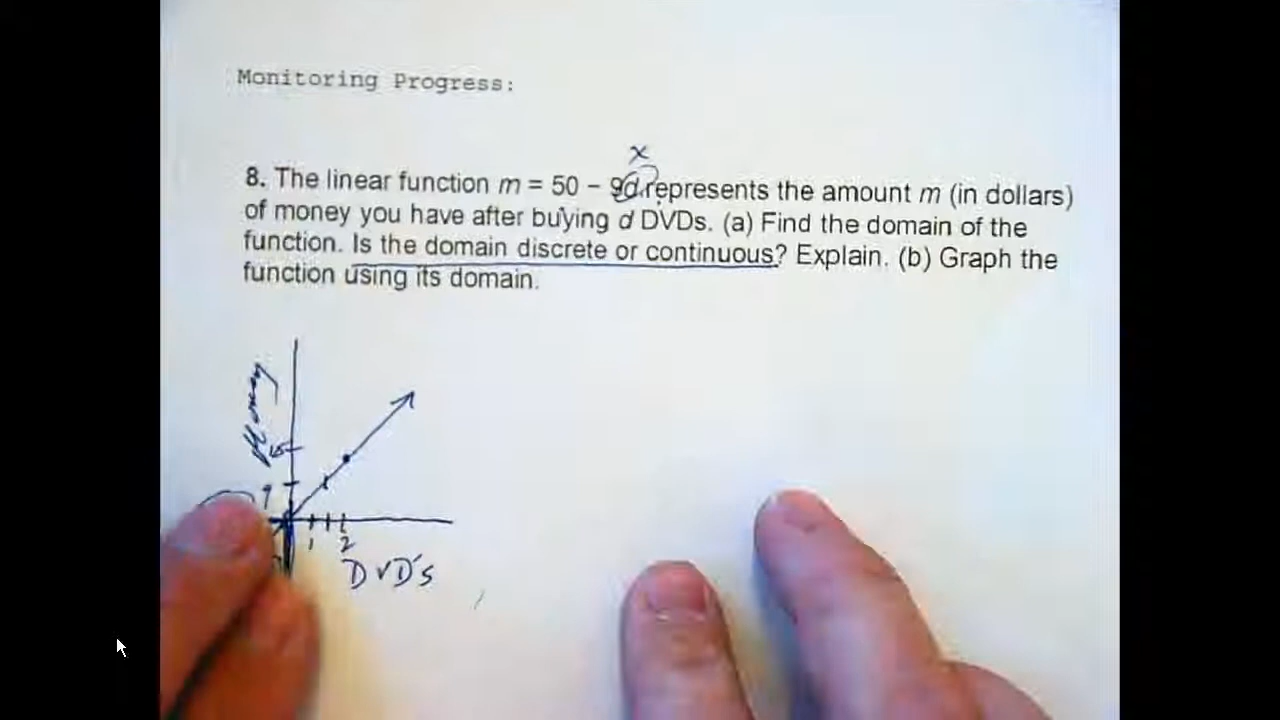 Monitoring Progress:
x
8. The linear function m = 50 – 9d represents the amount m (in dollars)
of money you have after buying d DVDs. (a) Find the domain of the
function. Is the domain discrete or continuous? Explain. (b) Graph the
function using its domain.
Money
9
1 2
DVD's